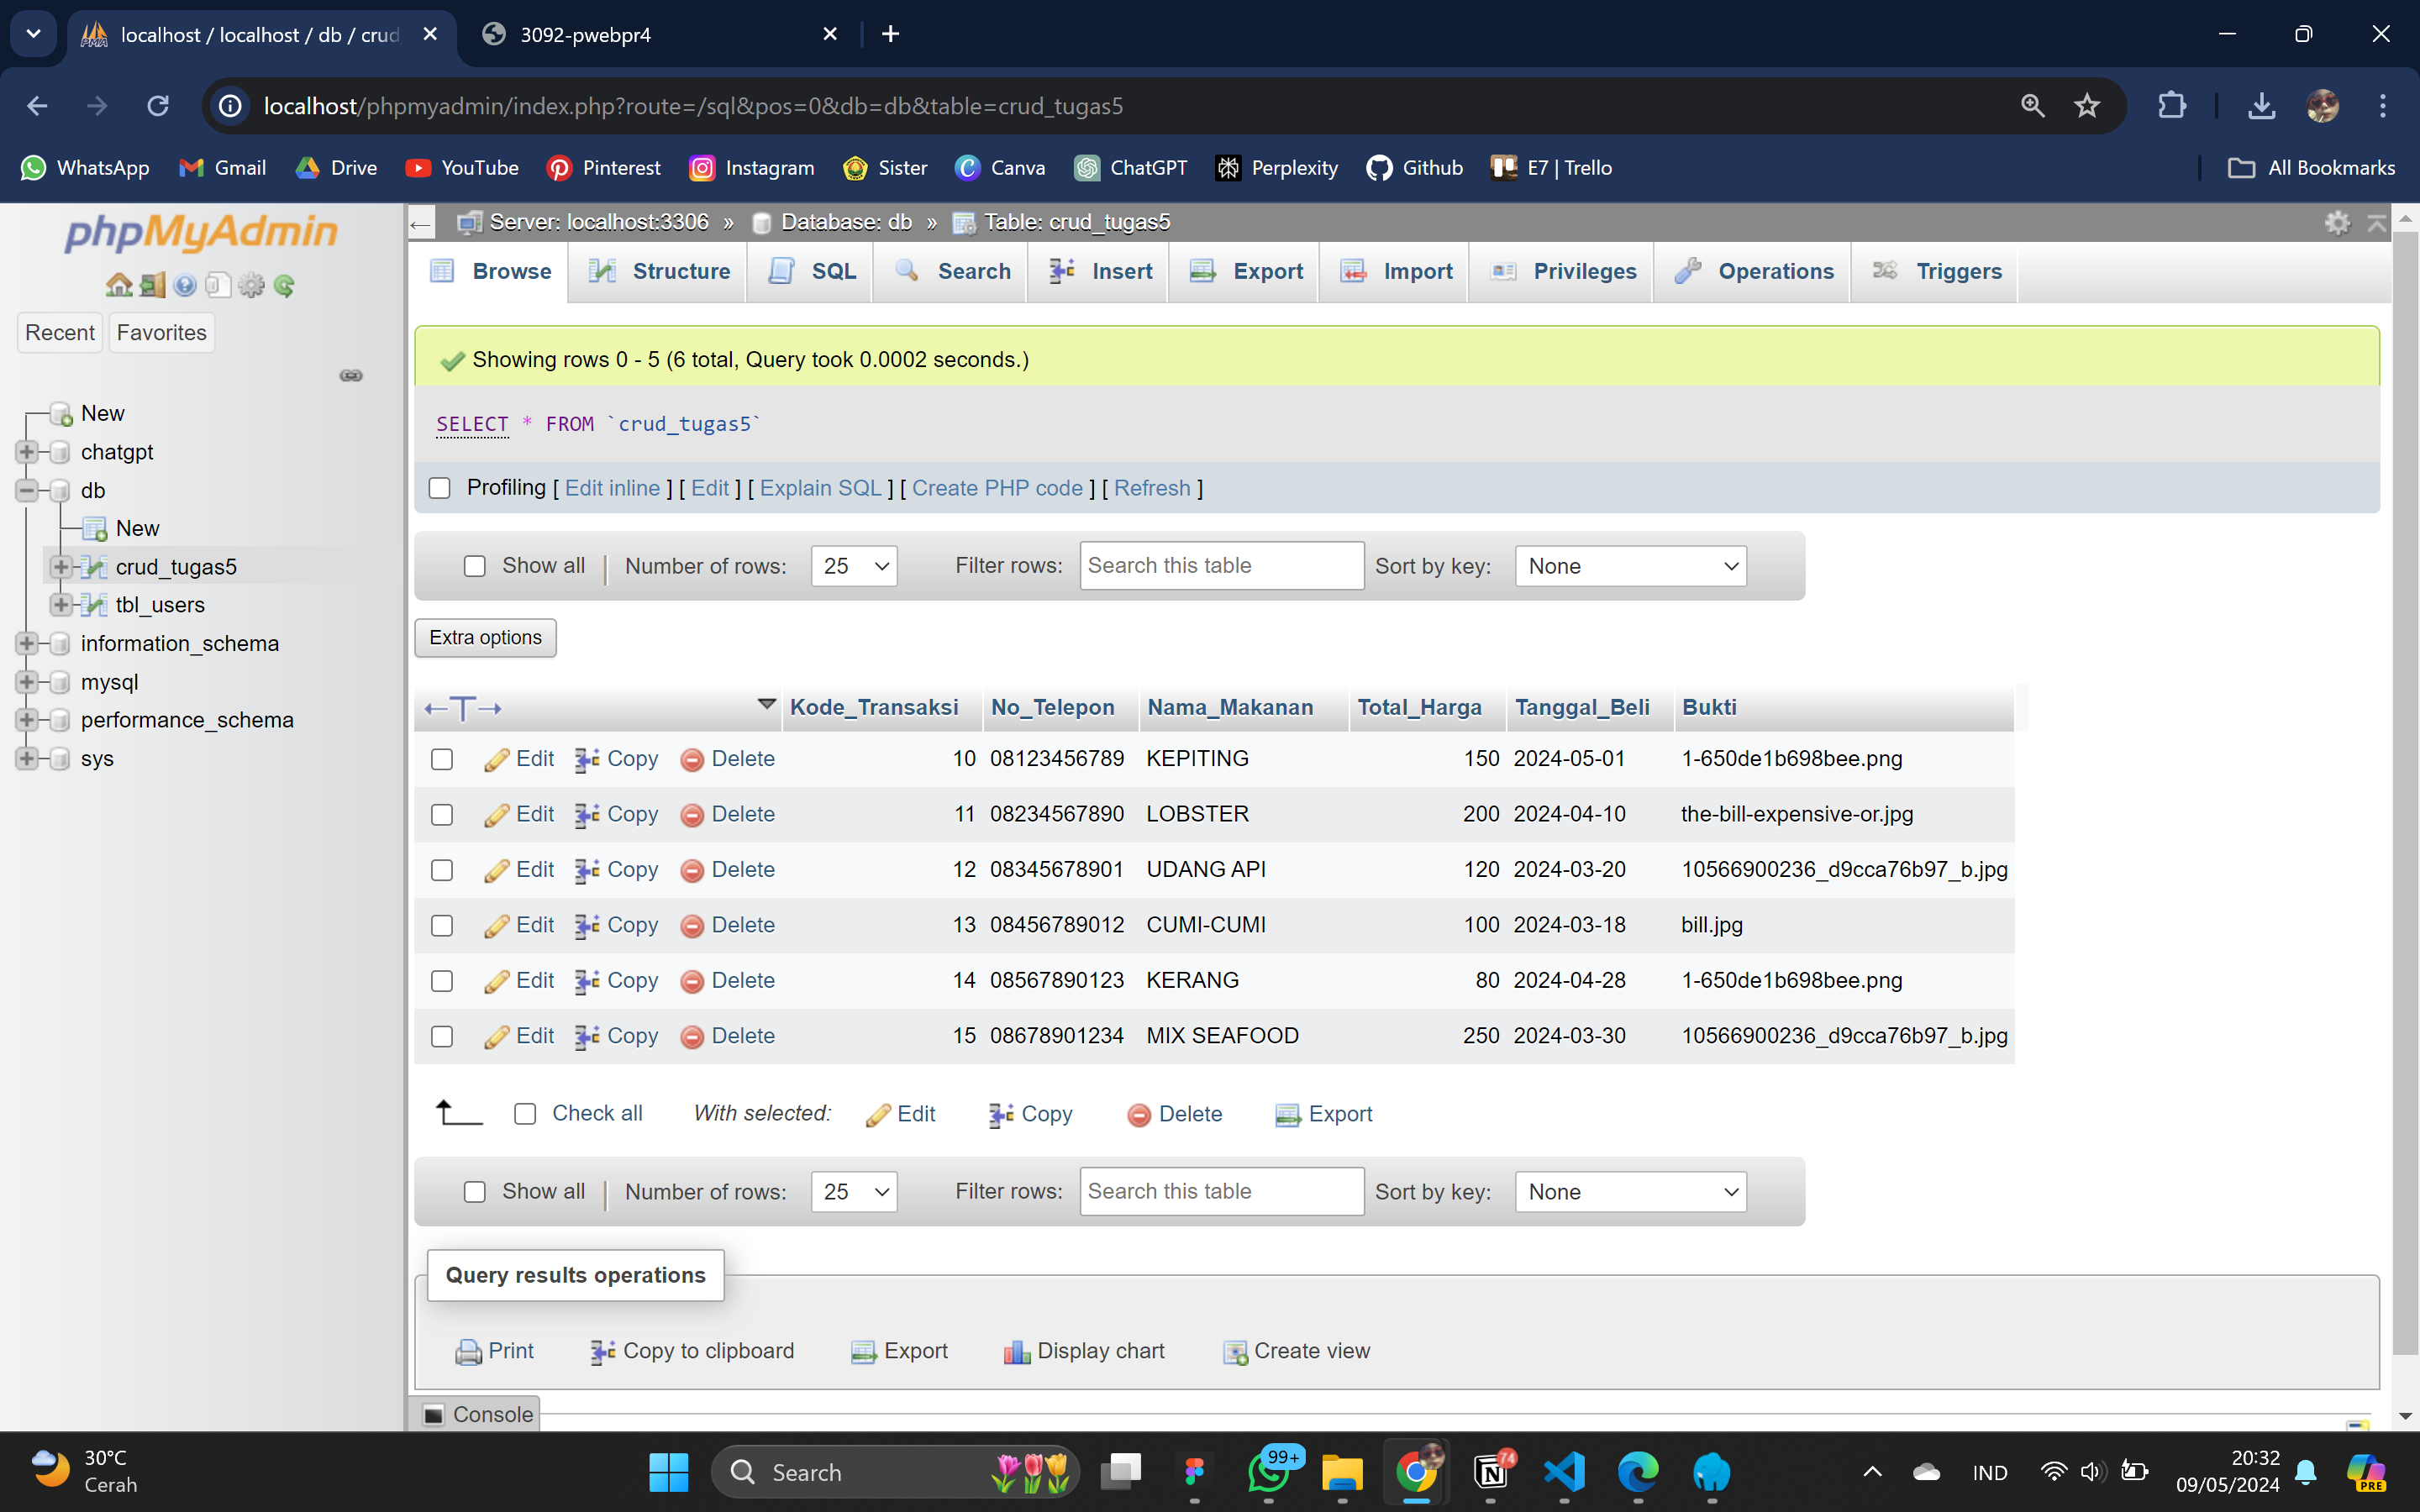 localhost / localhost / db / crud
3092-pwebpr4
localhost/phpmyadmin/index.php?route=/sql&pos=0&db=db&table=crud_tugas5
WhatsApp Gmail Drive YouTube Pinterest Instagram Sister Canva ChatGPT Perplexity Github E7 | Trello All Bookmarks
phpMyAdmin
Recent Favorites
New
chatgpt
db
New
crud_tugas5
tbl_users
information_schema
mysql
performance_schema
sys
Server: localhost:3306 » Database: db » Table: crud_tugas5
Browse Structure SQL Search Insert Export Import Privileges Operations Triggers
Showing rows 0 - 5 (6 total, Query took 0.0002 seconds.)
SELECT * FROM `crud_tugas5`
Profiling [ Edit inline ] [ Edit ] [ Explain SQL ] [ Create PHP code ] [ Refresh ]
Show all | Number of rows: 25 Filter rows: Search this table Sort by key: None
Extra options
←T→ Kode_Transaksi No_Telepon Nama_Makanan Total_Harga Tanggal_Beli Bukti
Edit Copy Delete 10 08123456789 KEPITING 150 2024-05-01 1-650de1b698bee.png
Edit Copy Delete 11 08234567890 LOBSTER 200 2024-04-10 the-bill-expensive-or.jpg
Edit Copy Delete 12 08345678901 UDANG API 120 2024-03-20 10566900236_d9cca76b97_b.jpg
Edit Copy Delete 13 08456789012 CUMI-CUMI 100 2024-03-18 bill.jpg
Edit Copy Delete 14 08567890123 KERANG 80 2024-04-28 1-650de1b698bee.png
Edit Copy Delete 15 08678901234 MIX SEAFOOD 250 2024-03-30 10566900236_d9cca76b97_b.jpg
Check all With selected: Edit Copy Delete Export
Show all | Number of rows: 25 Filter rows: Search this table Sort by key: None
Query results operations
Print Copy to clipboard Export Display chart Create view
Console
30°C
Cerah
Search
99+
74
IND
20:32
09/05/2024
PRE